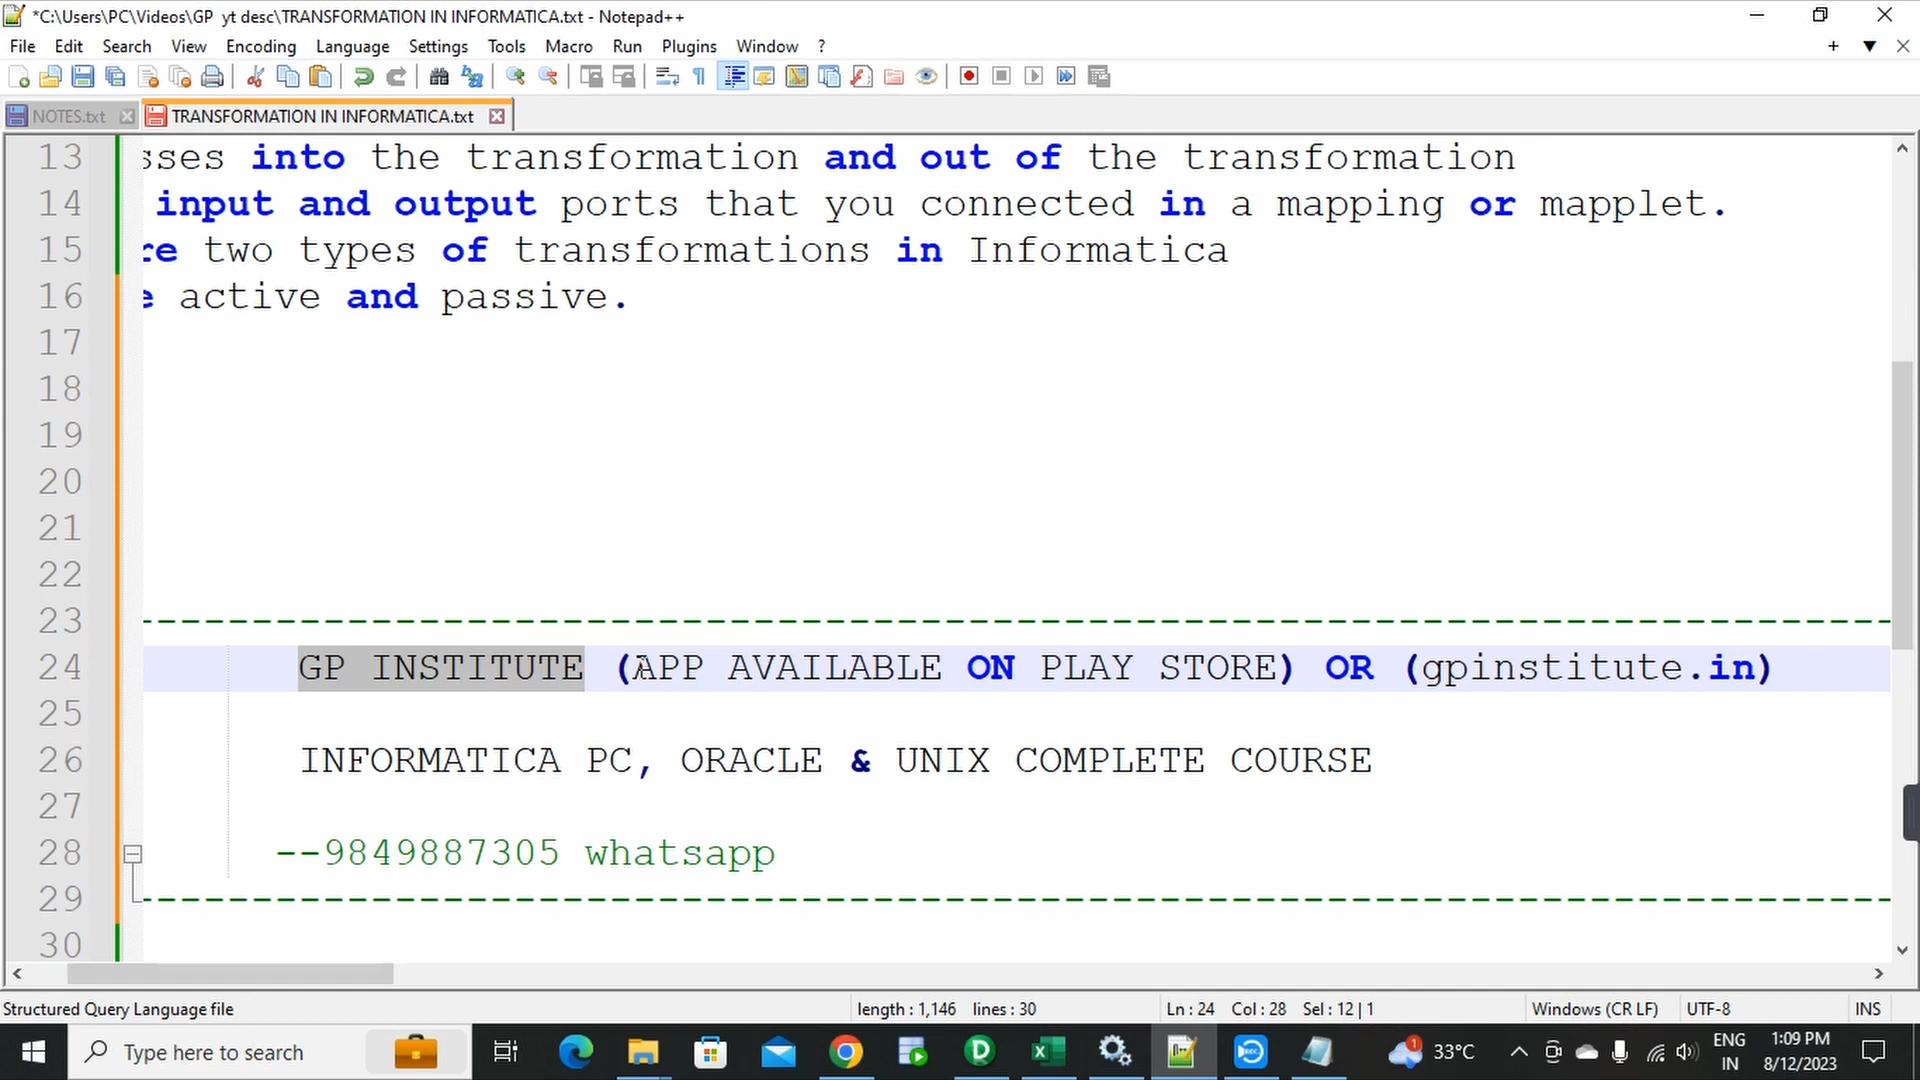 *C:\Users\PC\Videos\GP  yt desc\TRANSFORMATION IN INFORMATICA.txt - Notepad++
File Edit Search View Encoding Language Settings Tools Macro Run Plugins Window ?
NOTES.txt TRANSFORMATION IN INFORMATICA.txt
13 sses into the transformation and out of the transformation
14 input and output ports that you connected in a mapping or mapplet.
15 re two types of transformations in Informatica
16 e active and passive.
17
18
19
20
21
22
23 --------------------------------------------------------------------------
24 GP INSTITUTE (APP AVAILABLE ON PLAY STORE) OR (gpinstitute.in)
25
26 INFORMATICA PC, ORACLE & UNIX COMPLETE COURSE
27
28 --9849887305 whatsapp
29 --------------------------------------------------------------------------
30
Structured Query Language file length : 1,146 lines : 30 Ln : 24 Col : 28 Sel : 12 | 1 Windows (CR LF) UTF-8 INS
Type here to search 33°C ENG 1:09 PM
IN 8/12/2023